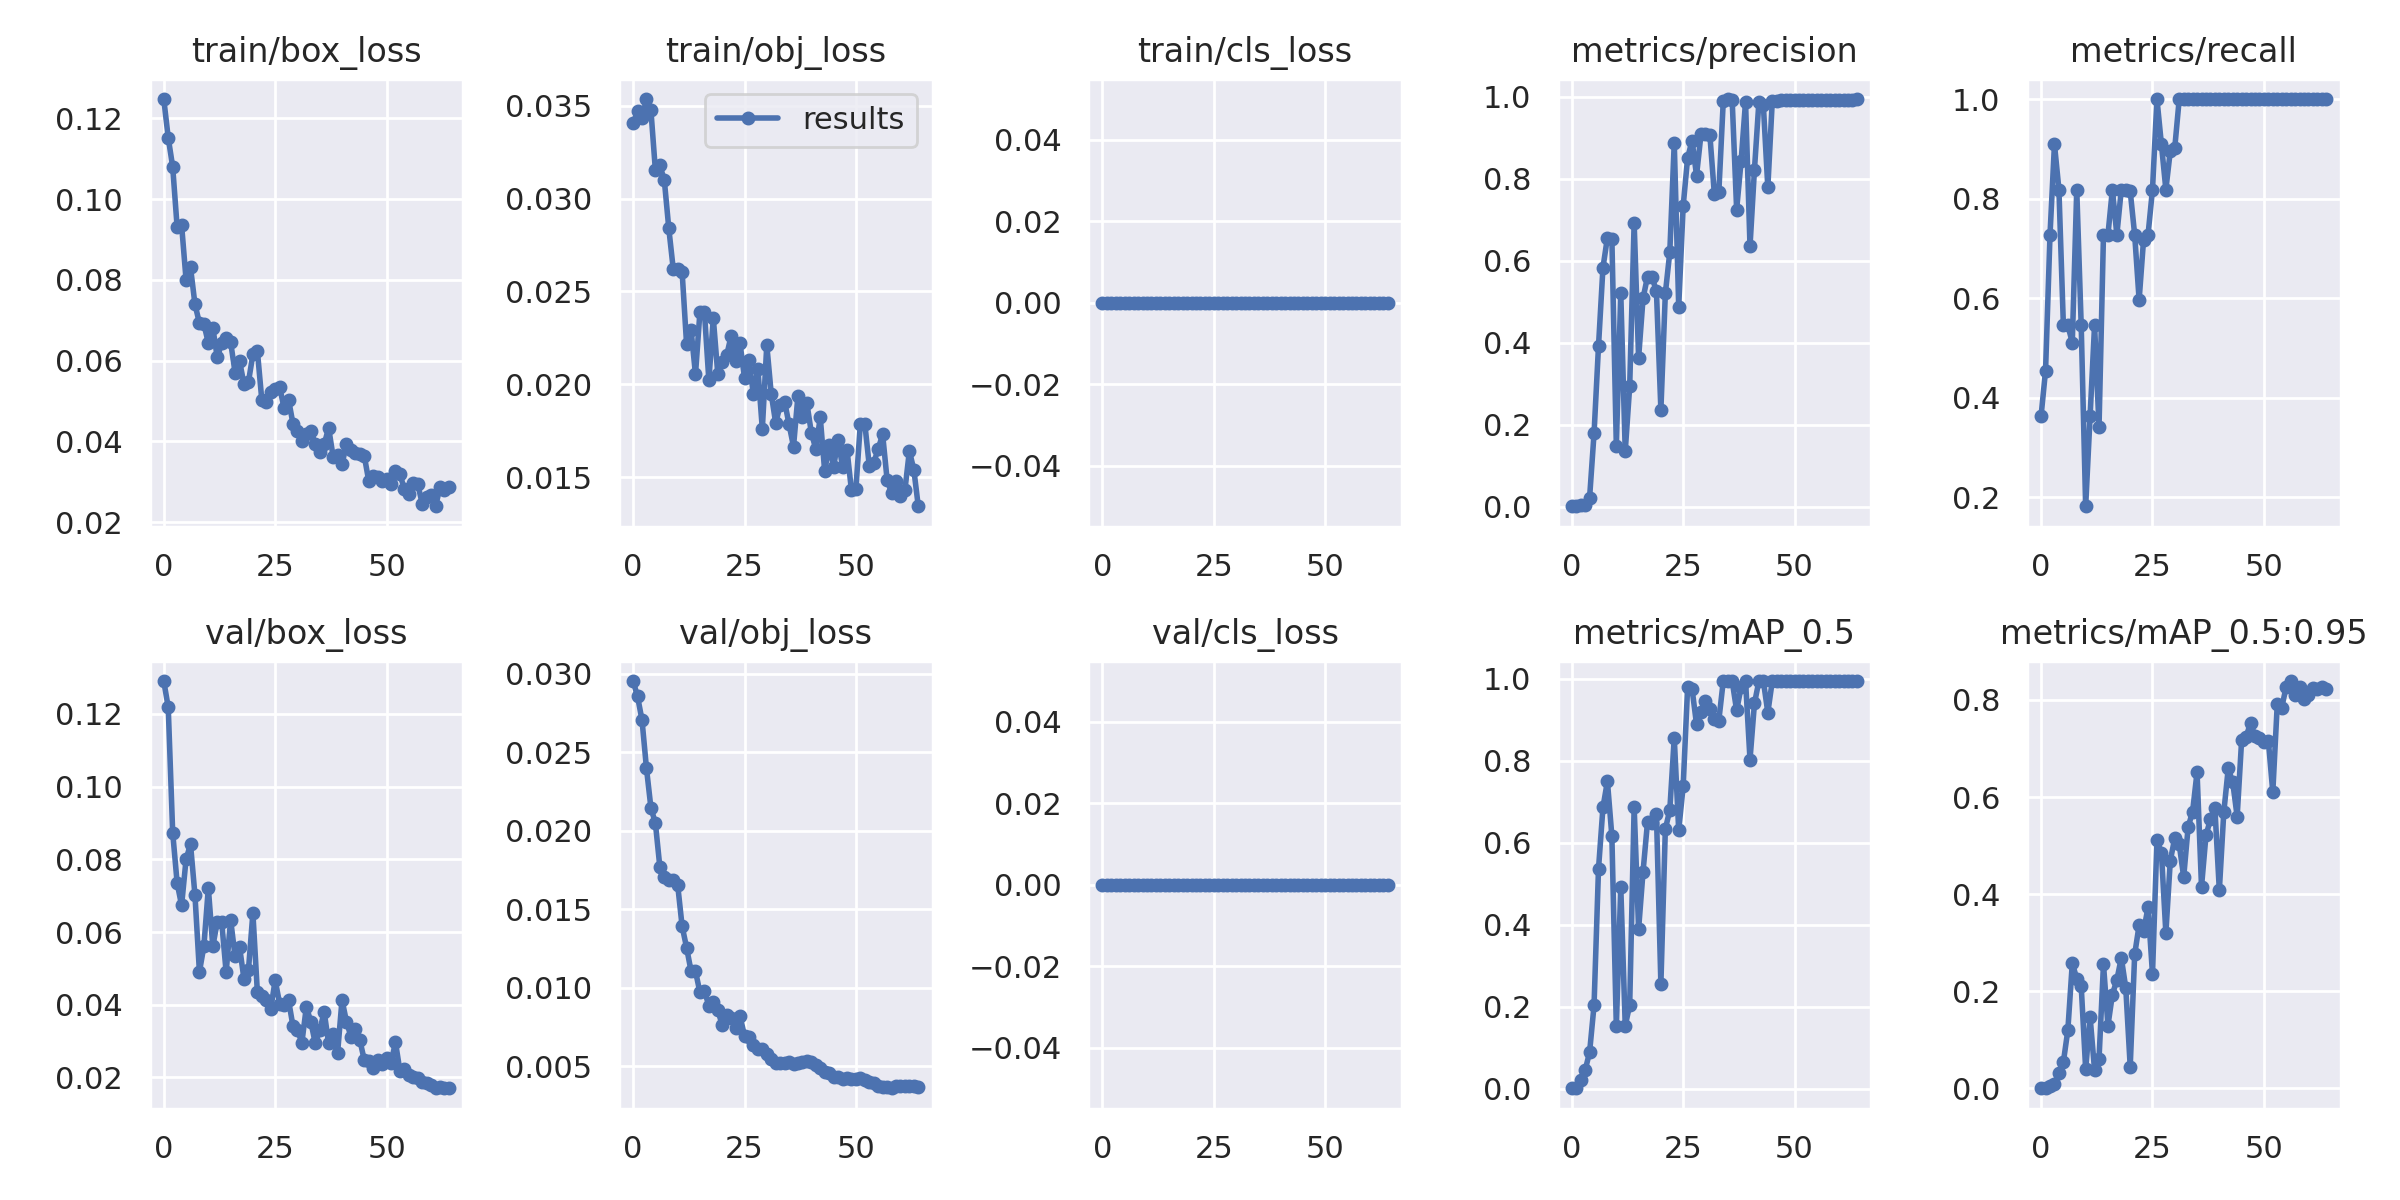 train/box_loss
0.12
0.10
0.08
0.06
0.04
0.02
0 25 50
train/obj_loss
results
0.035
0.030
0.025
0.020
0.015
0 25 50
train/cls_loss
0.04
0.02
0.00
−0.02
−0.04
0 25 50
metrics/precision
1.0
0.8
0.6
0.4
0.2
0.0
0 25 50
metrics/recall
1.0
0.8
0.6
0.4
0.2
0 25 50
val/box_loss
0.12
0.10
0.08
0.06
0.04
0.02
0 25 50
val/obj_loss
0.030
0.025
0.020
0.015
0.010
0.005
0 25 50
val/cls_loss
0.04
0.02
0.00
−0.02
−0.04
0 25 50
metrics/mAP_0.5
1.0
0.8
0.6
0.4
0.2
0.0
0 25 50
metrics/mAP_0.5:0.95
0.8
0.6
0.4
0.2
0.0
0 25 50